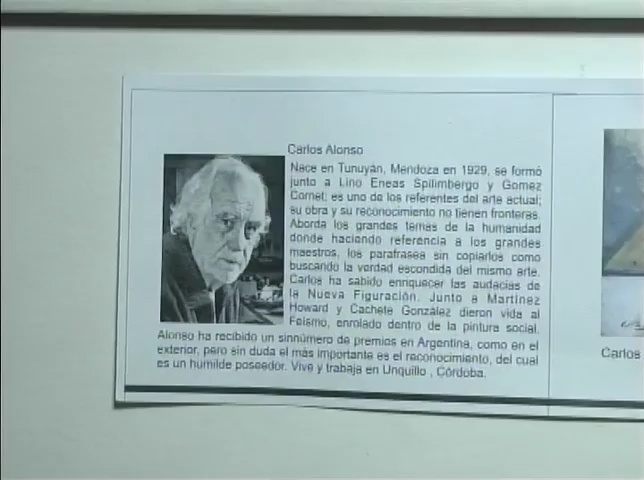 Carlos Alonso
Nace en Tunuyán, Mendoza en 1929, se formó
junto a Lino Eneas Spilimbergo y Gomez
Cornet; es uno de los referentes del arte actual;
su obra y su reconocimiento no tienen fronteras.
Aborda los grandes temas de la humanidad
donde haciendo referencia a los grandes
maestros, los parafrasea sin copiarlos como
buscando la verdad escondida del mismo arte.
Carlos ha sabido enriquecer las audacias de
la Nueva Figuración. Junto a Martínez
Howard y Cachete González dieron vida al
Feísmo, enrolado dentro de la pintura social.
Alonso ha recibido un sinnúmero de premios en Argentina, como en el
exterior, pero sin duda el más importante es el reconocimiento, del cual
es un humilde poseedor. Vive y trabaja en Unquillo , Córdoba.
Carlos